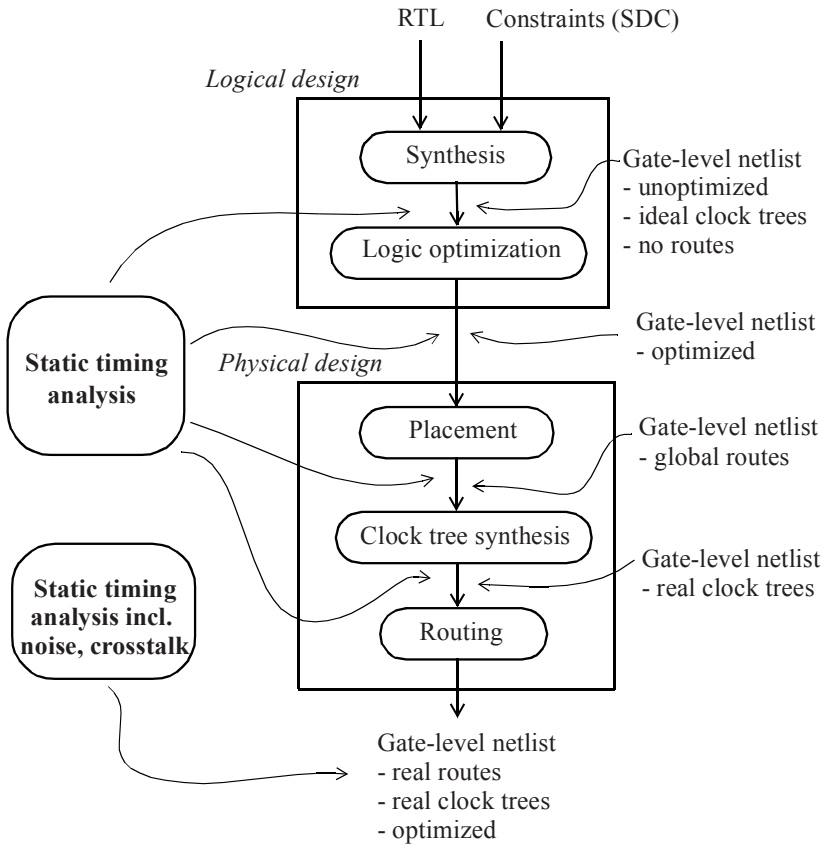 RTL
Constraints (SDC)
Logical design
Synthesis
Gate-level netlist
- unoptimized
- ideal clock trees
- no routes
Logic optimization
Gate-level netlist
- optimized
Static timing
analysis
Physical design
Placement
Gate-level netlist
- global routes
Clock tree synthesis
Gate-level netlist
- real clock trees
Static timing
analysis incl.
noise, crosstalk
Routing
Gate-level netlist
- real routes
- real clock trees
- optimized